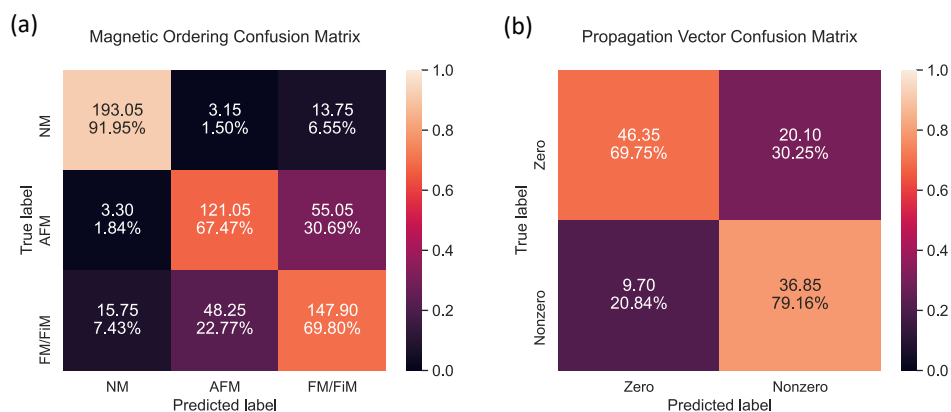 (a)
Magnetic Ordering Confusion Matrix
True label
NM
AFM
FM/FiM
193.05
91.95%
3.15
1.50%
13.75
6.55%
3.30
1.84%
121.05
67.47%
55.05
30.69%
15.75
7.43%
48.25
22.77%
147.90
69.80%
NM
AFM
FM/FiM
Predicted label
1.0
0.8
0.6
0.4
0.2
0.0
(b)
Propagation Vector Confusion Matrix
True label
Zero
Nonzero
46.35
69.75%
20.10
30.25%
9.70
20.84%
36.85
79.16%
Zero
Nonzero
Predicted label
1.0
0.8
0.6
0.4
0.2
0.0